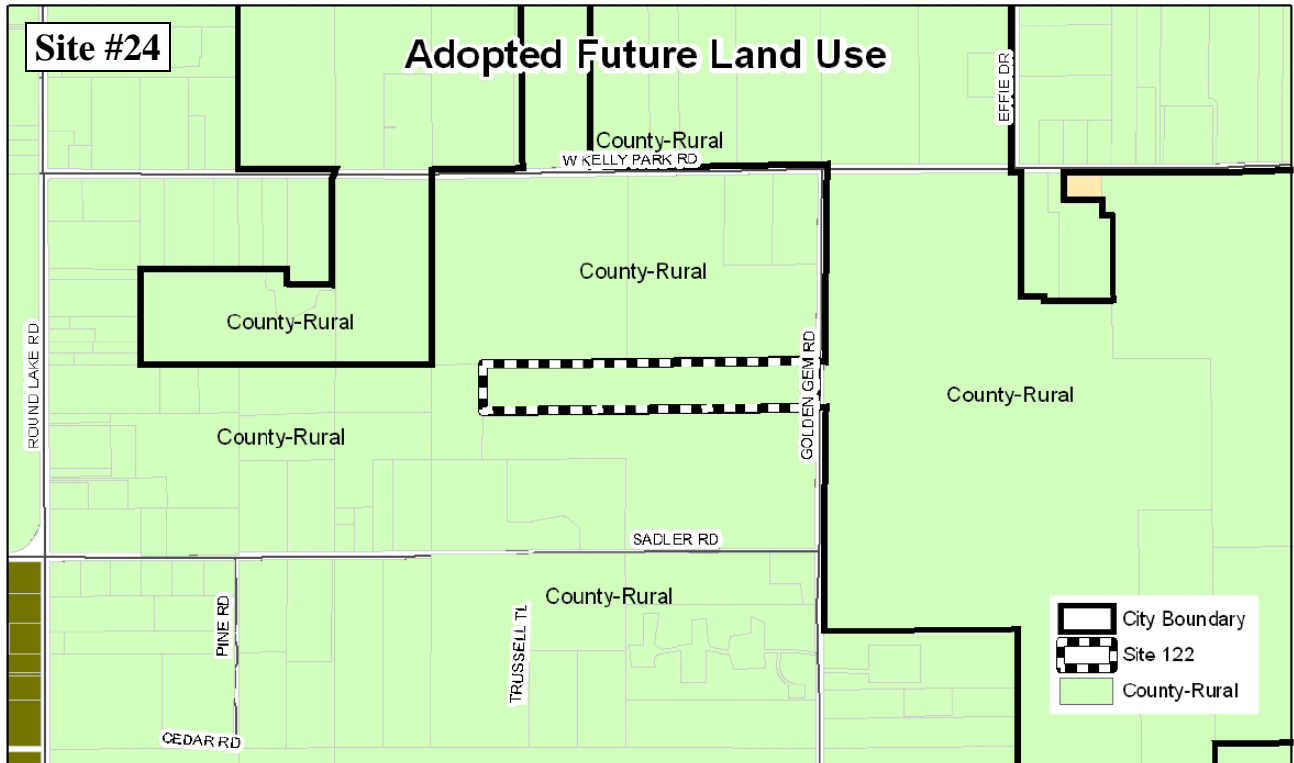 Site #24
Adopted Future Land Use
EFFIE DR
County-Rural
W KELLY PARK RD
County-Rural
County-Rural
ROUND LAKE RD
GOLDEN GEM RD
County-Rural
County-Rural
SADLER RD
County-Rural
PINE RD
TRUSSELL TL
CEDAR RD
City Boundary
Site 122
County-Rural